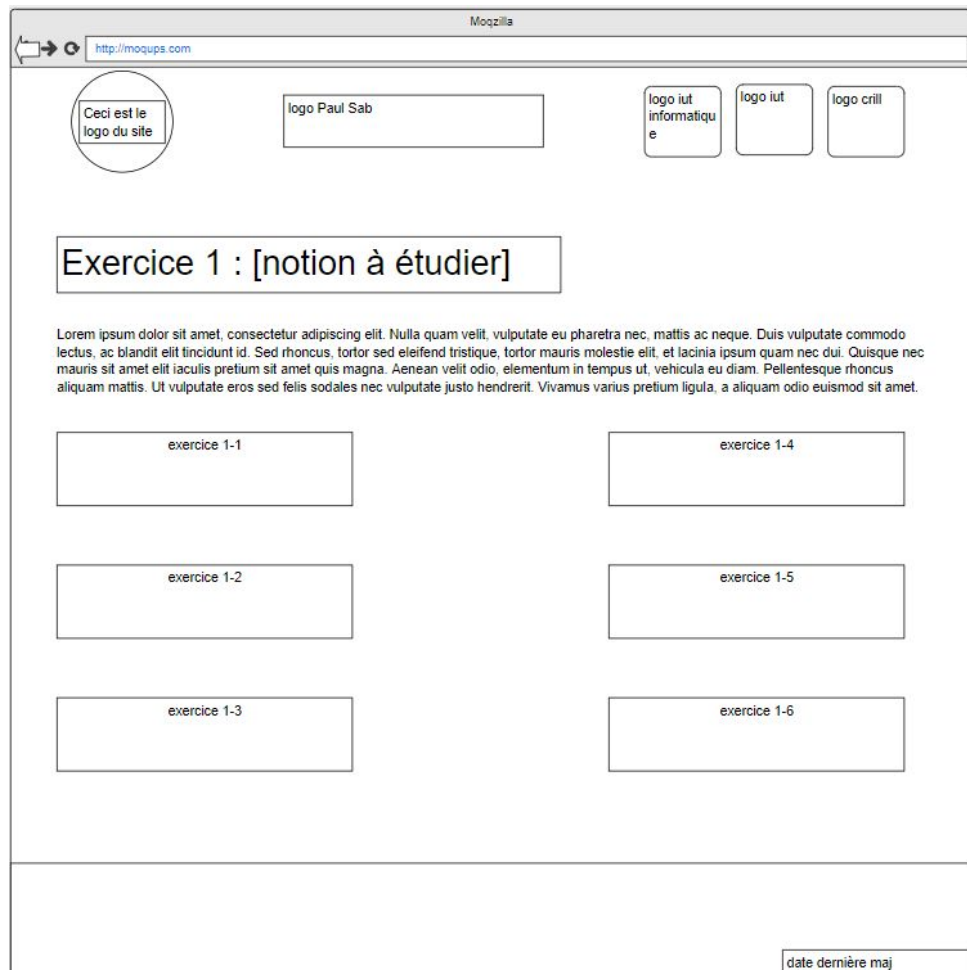 Moqzilla
http://moqups.com
Ceci est le
logo du site
logo Paul Sab
logo iut
informatiqu
e
logo iut
logo crill
Exercice 1 : [notion à étudier]
Lorem ipsum dolor sit amet, consectetur adipiscing elit. Nulla quam velit, vulputate eu pharetra nec, mattis ac neque. Duis vulputate commodo
lectus, ac blandit elit tincidunt id. Sed rhoncus, tortor sed eleifend tristique, tortor mauris molestie elit, et lacinia ipsum quam nec dui. Quisque nec
mauris sit amet elit iaculis pretium sit amet quis magna. Aenean velit odio, elementum in tempus ut, vehicula eu diam. Pellentesque rhoncus
aliquam mattis. Ut vulputate eros sed felis sodales nec vulputate justo hendrerit. Vivamus varius pretium ligula, a aliquam odio euismod sit amet.
exercice 1-1
exercice 1-4
exercice 1-2
exercice 1-5
exercice 1-3
exercice 1-6
date dernière maj